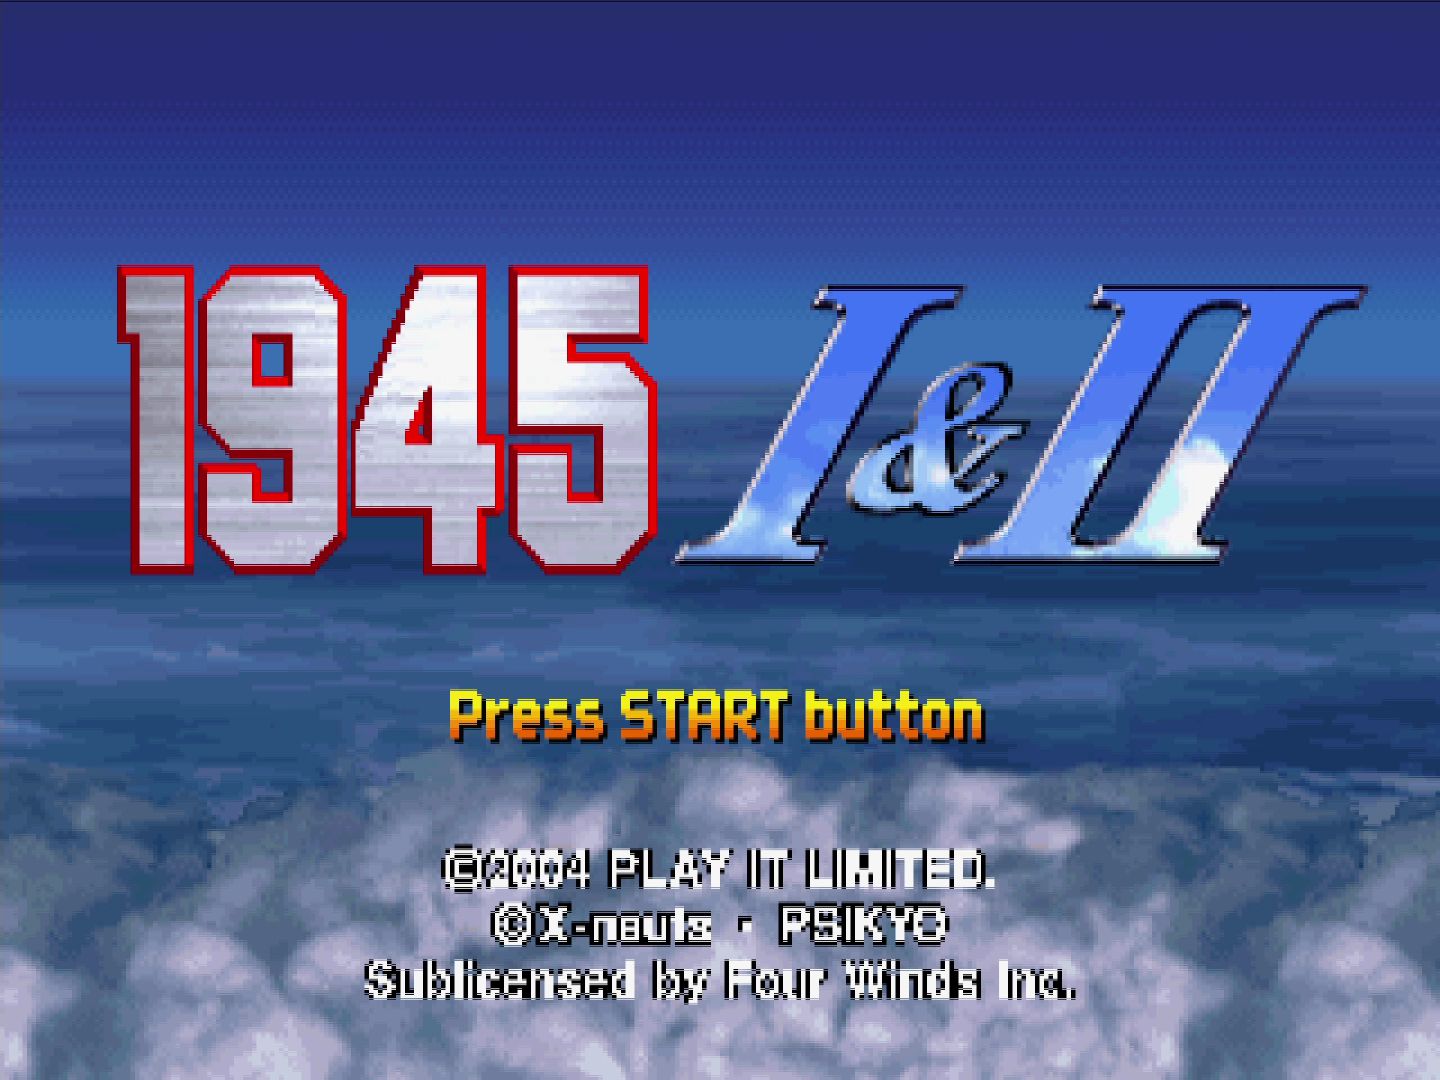 1945 I & II
Press START button
©2004 PLAY IT LIMITED.
©X-nauts · PSIKYO
Sublicensed by Four Winds Inc.